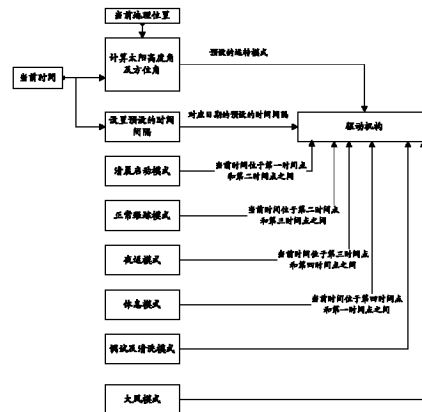 当前地理位置
计算太阳高度角
及方位角
预设的运转模式
当前时间
设置预设的时间
间隔
对应日期的预设的时间间隔
驱动机构
清晨启动模式
当前时间位于第一时间点
和第二时间点之间
正常跟踪模式
当前时间位于第二时间点
和第三时间点之间
夜返模式
当前时间位于第三时间点
和第四时间点之间
休息模式
当前时间位于第四时间点
和第一时间点之间
调试及清洗模式
大风模式